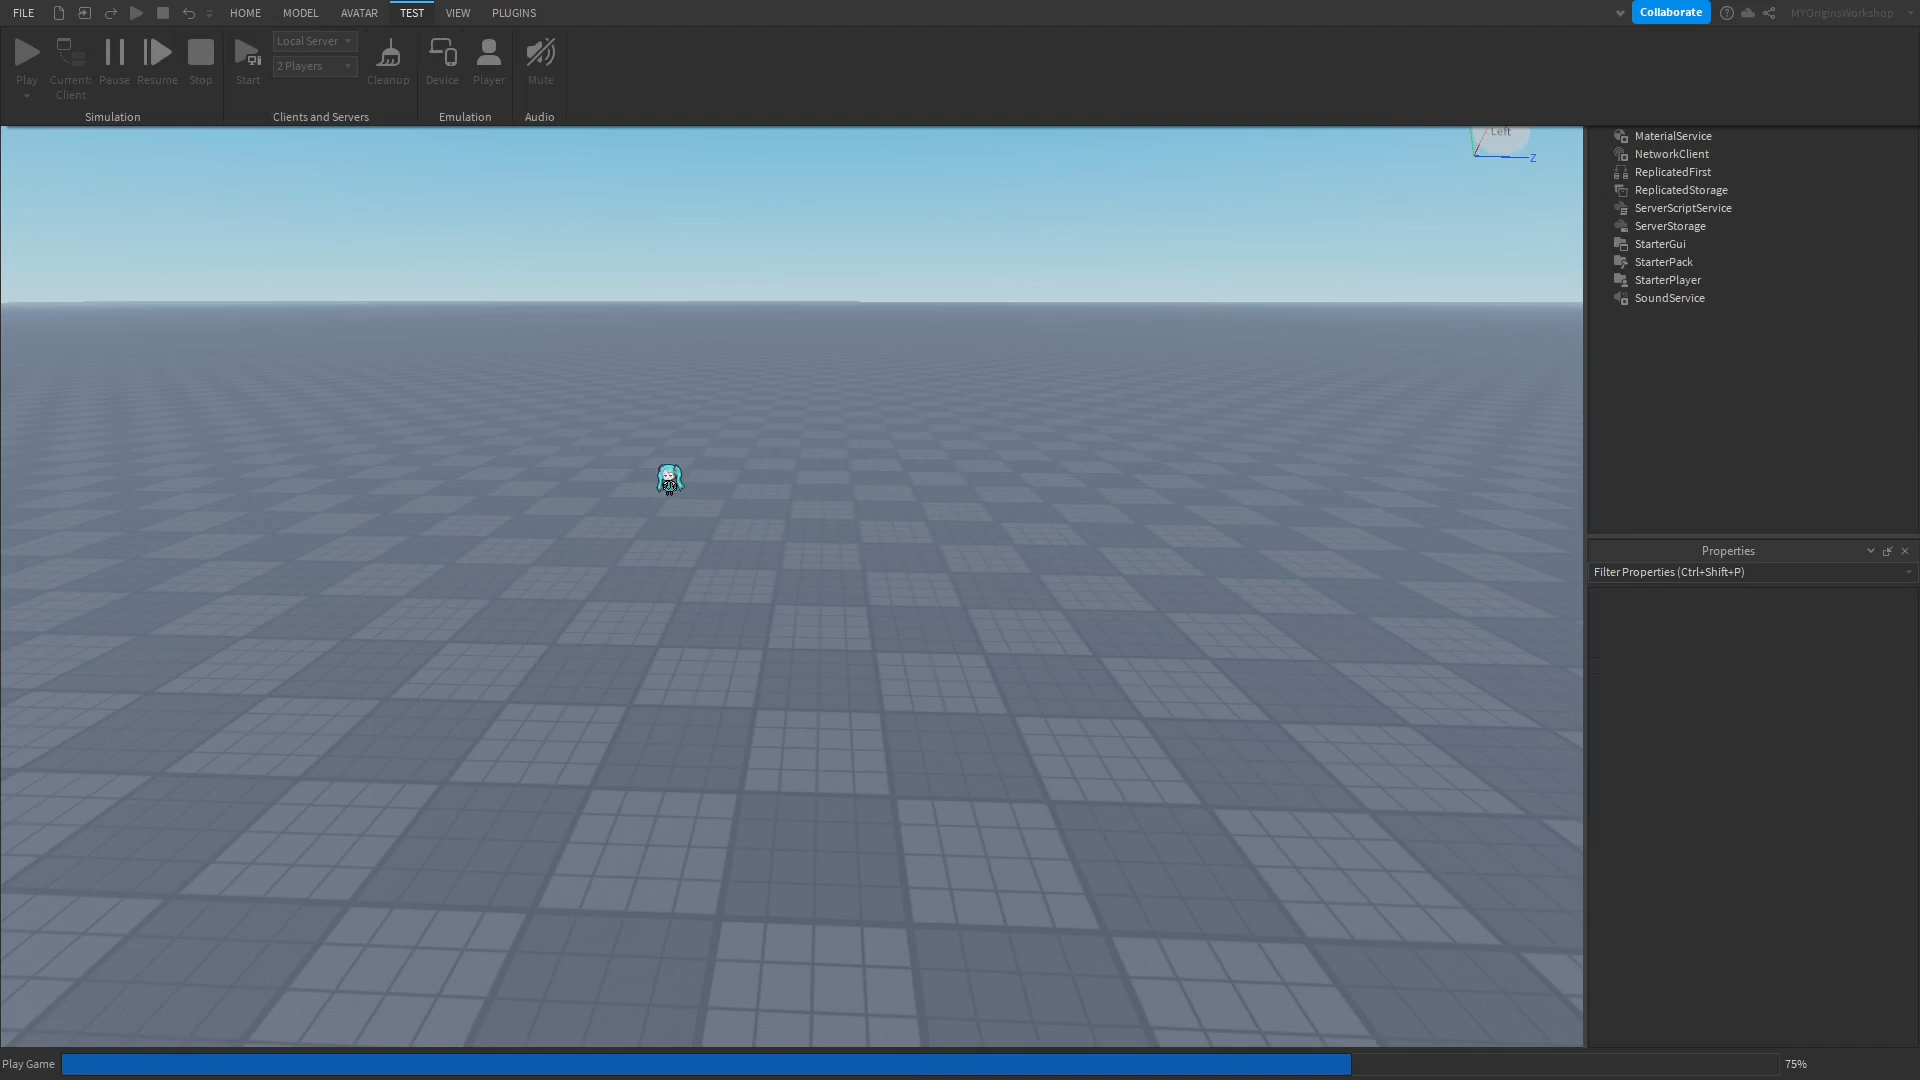 FILE
HOME
MODEL
AVATAR
TEST
VIEW
PLUGINS
Collaborate
MYOriginsWorkshop
Play
Current:
Client
Pause
Resume
Stop
Simulation
Start
Local Server
2 Players
Cleanup
Clients and Servers
Device
Player
Emulation
Mute
Audio
Left
Z
MaterialService
NetworkClient
ReplicatedFirst
ReplicatedStorage
ServerScriptService
ServerStorage
StarterGui
StarterPack
StarterPlayer
SoundService
Properties
Filter Properties (Ctrl+Shift+P)
Play Game
75%